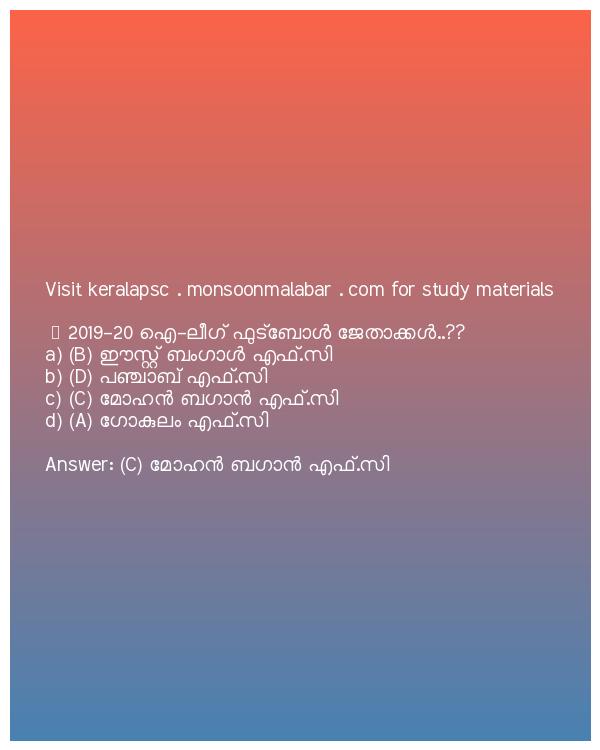 Visit keralapsc . monsoonmalabar . com for study materials
2019-20 ഐ-ലീഗ് ഫുട്ബോൾ ജേതാക്കൾ..??
a) (B) ഈസ്റ്റ് ബംഗാൾ എഫ്.സി
b) (D) പഞ്ചാബ് എഫ്.സി
c) (C) മോഹൻ ബഗാൻ എഫ്.സി
d) (A) ഗോകുലം എഫ്.സി
Answer: (C) മോഹൻ ബഗാൻ എഫ്.സി